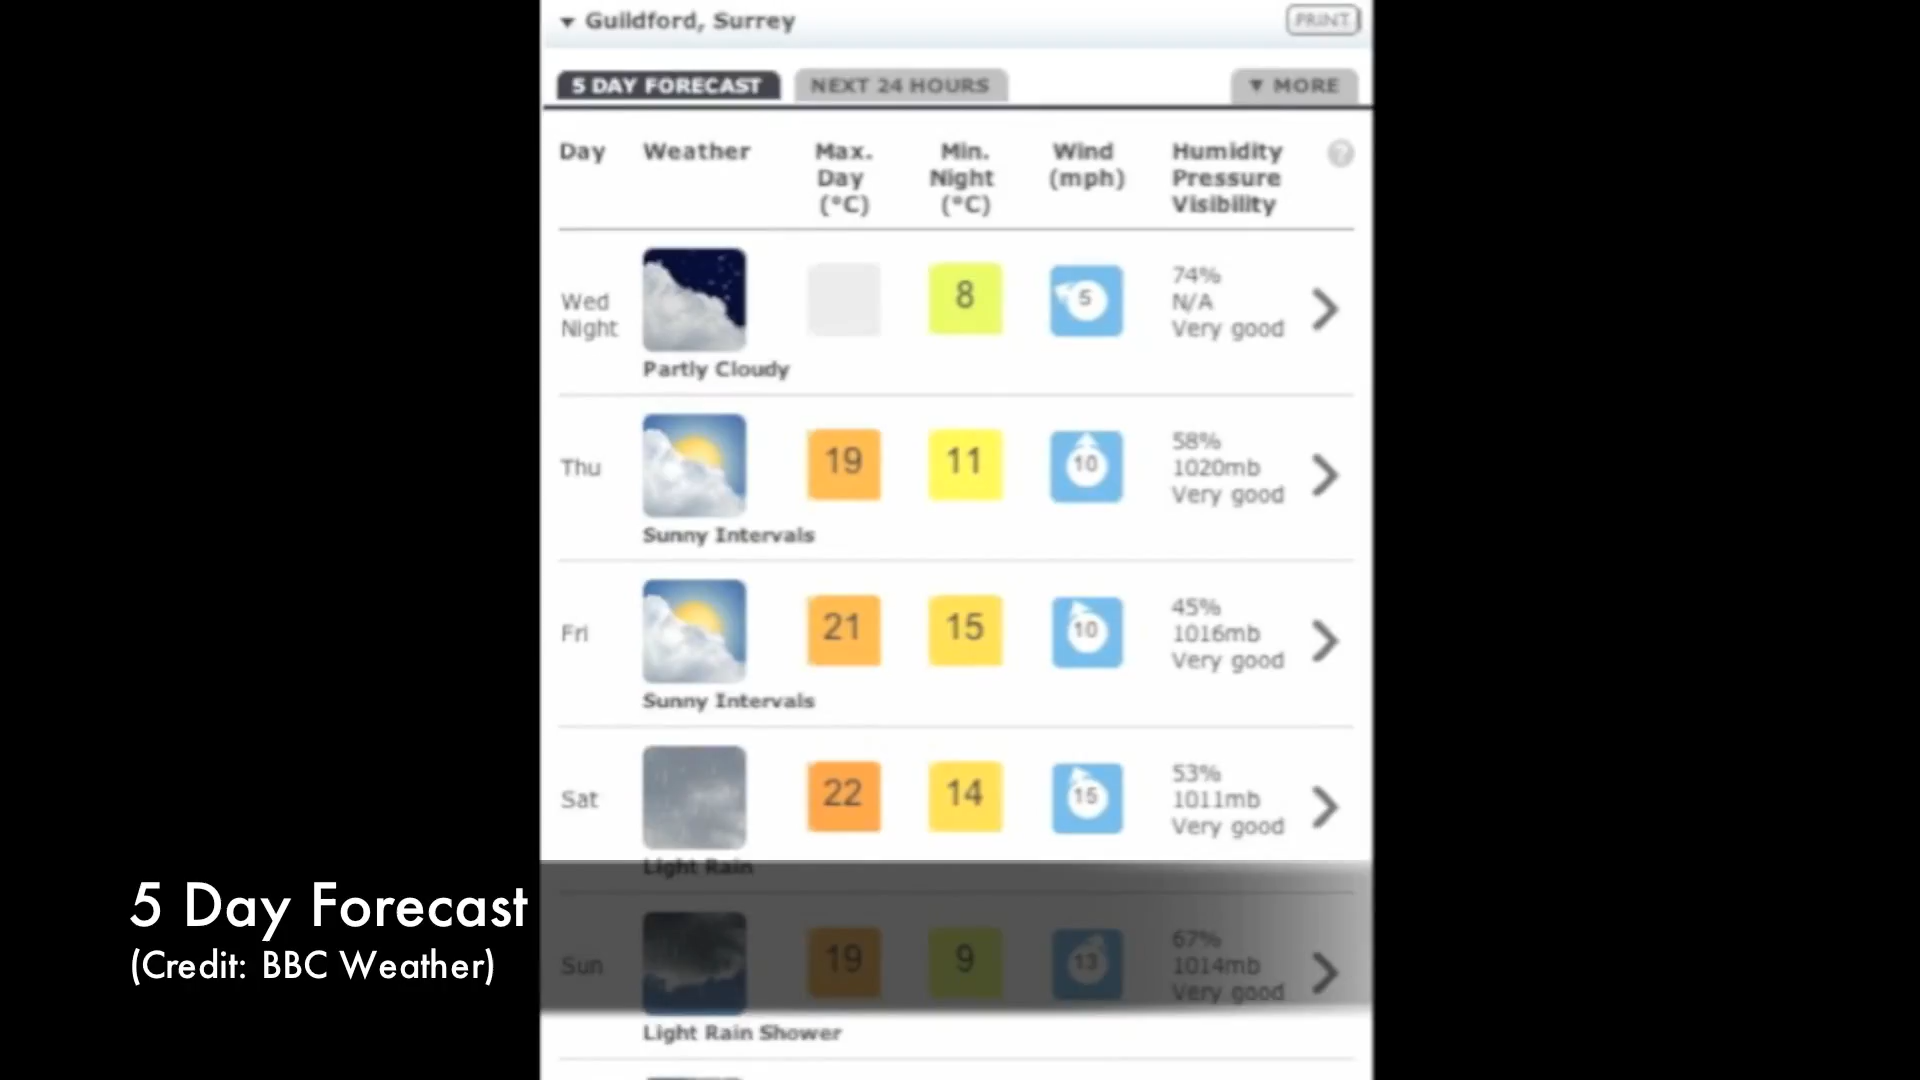 ▼ Guildford, Surrey
PRINT
5 DAY FORECAST
NEXT 24 HOURS
▼ MORE
Day
Weather
Max.
Day
(°C)
Min.
Night
(°C)
Wind
(mph)
Humidity
Pressure
Visibility
?
Wed
Night
Partly Cloudy
8
5
74%
N/A
Very good
Thu
Sunny Intervals
19
11
10
58%
1020mb
Very good
Fri
Sunny Intervals
21
15
10
45%
1016mb
Very good
Sat
Light Rain
22
14
15
53%
1011mb
Very good
Sun
Light Rain Shower
19
9
13
67%
1014mb
Very good
5 Day Forecast
(Credit: BBC Weather)